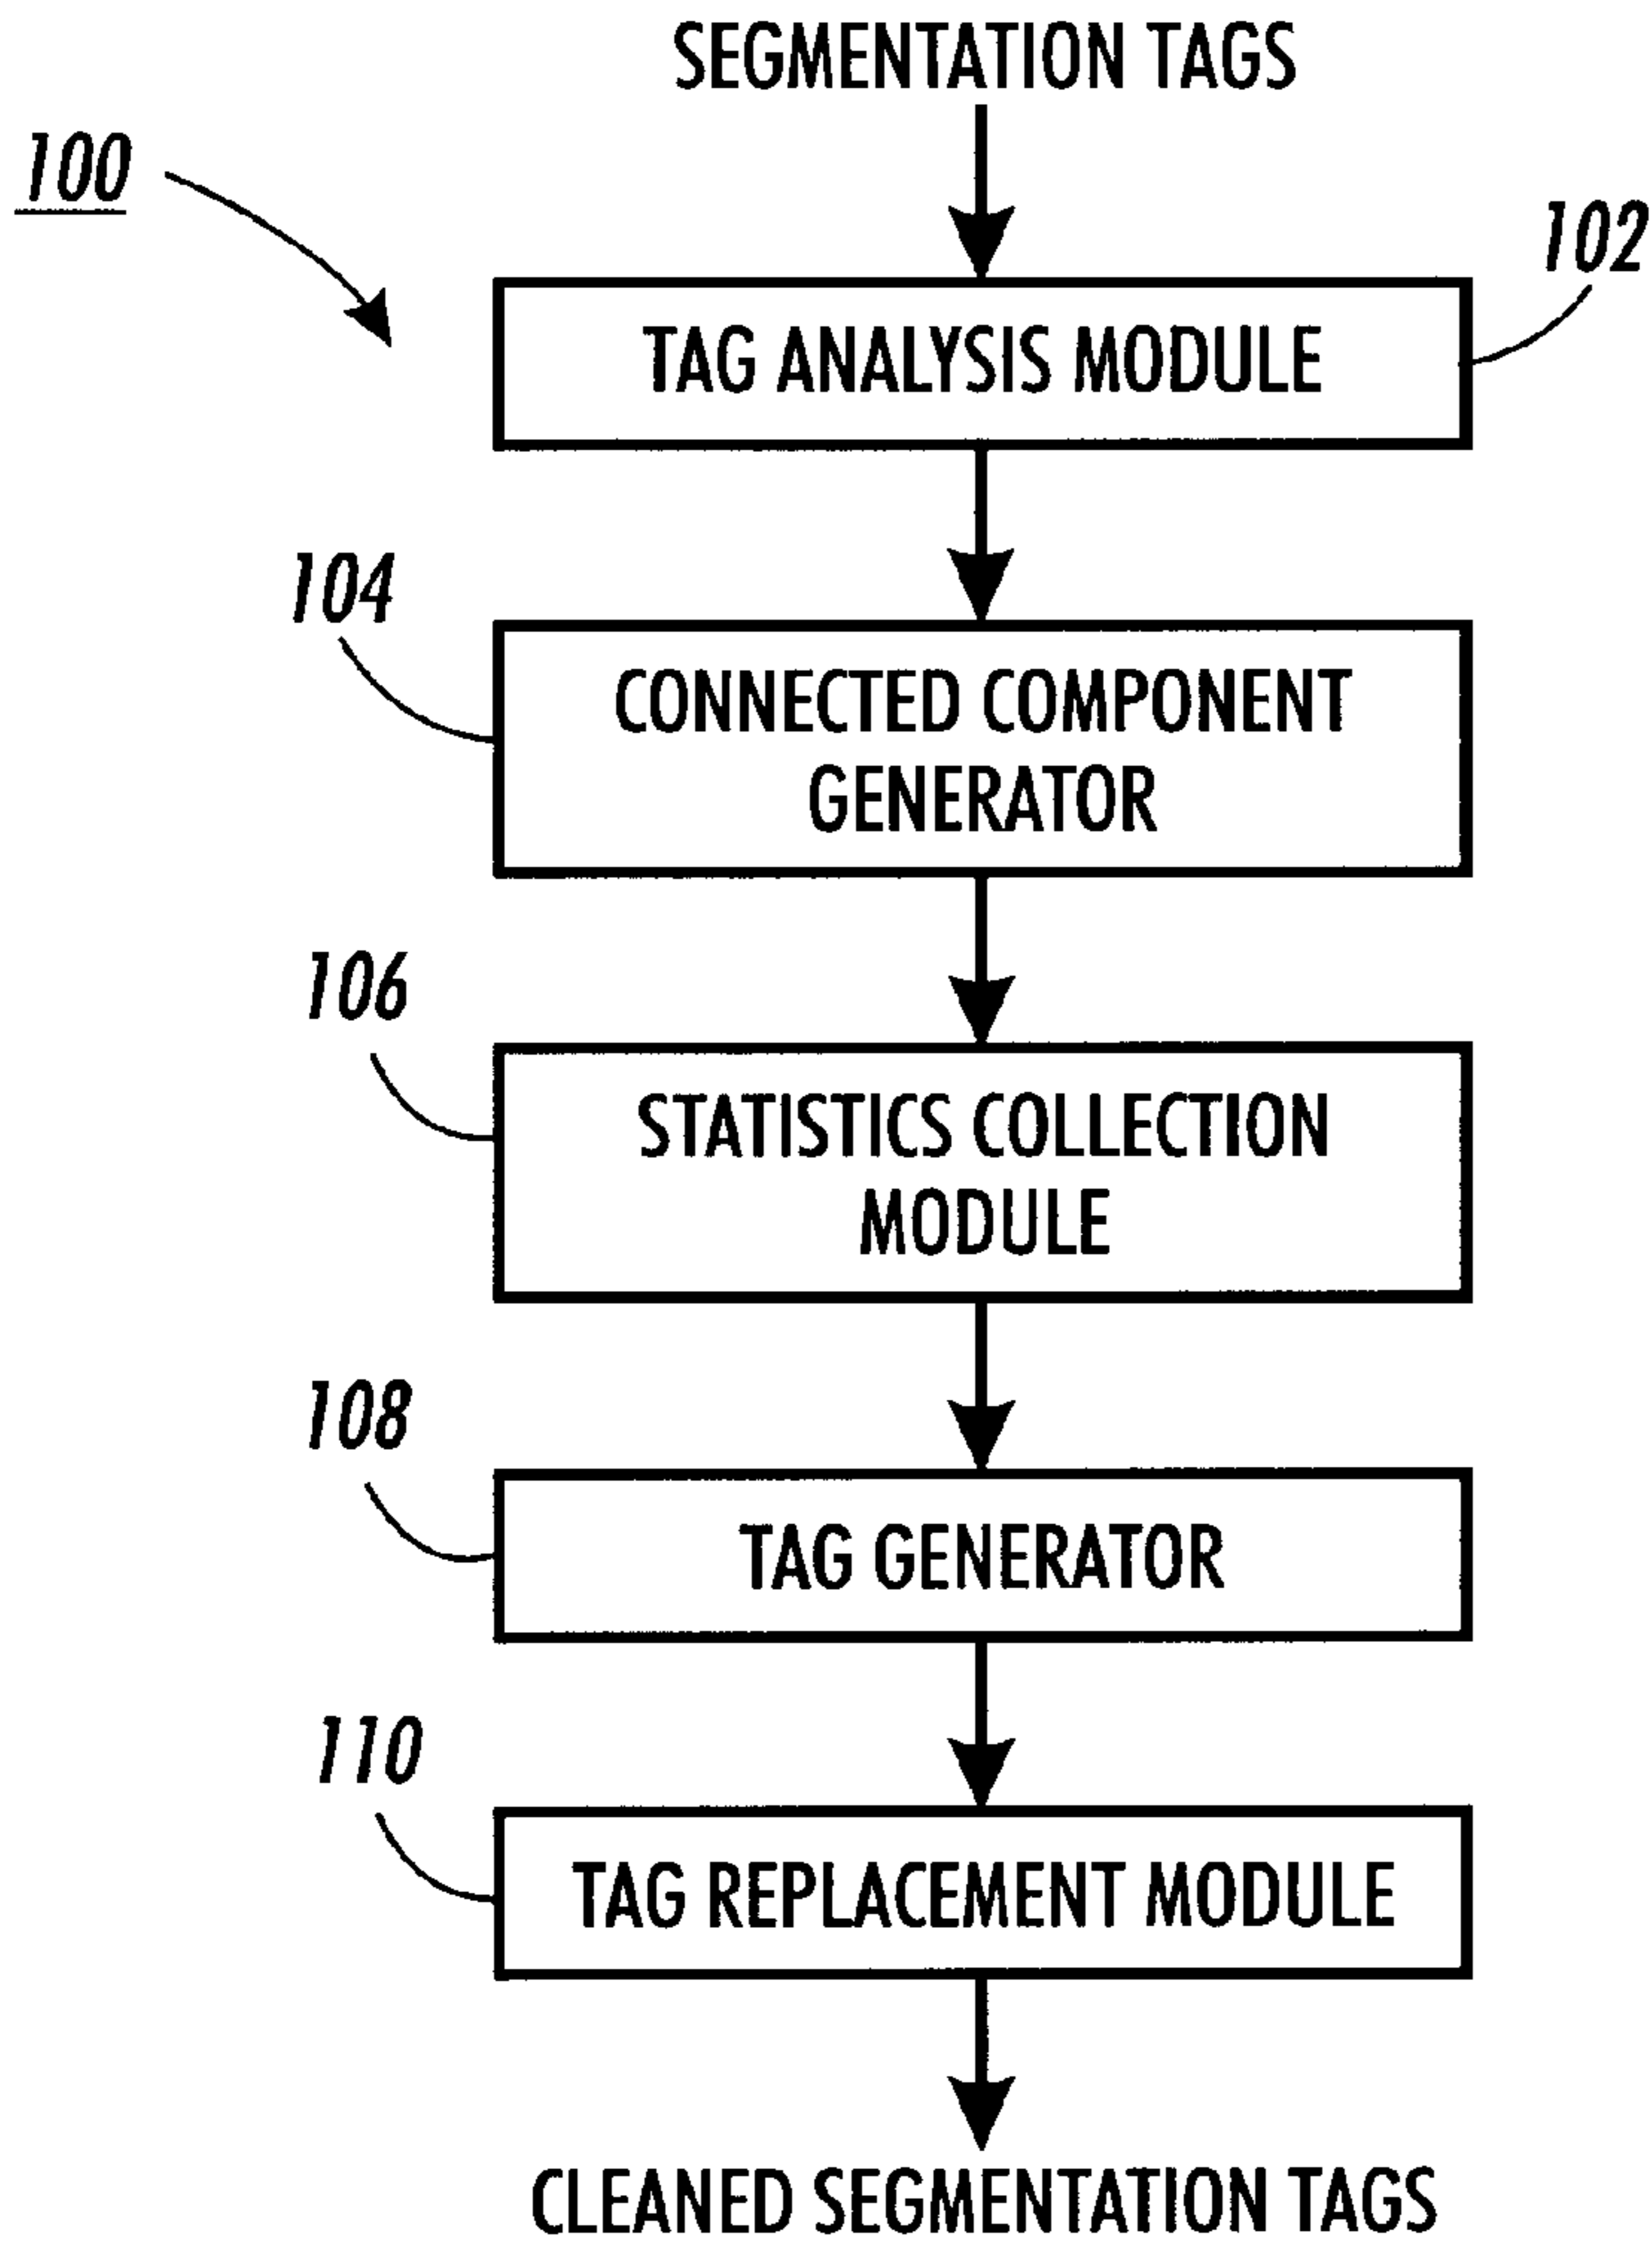 SEGMENTATION TAGS
100
102
TAG ANALYSIS MODULE
104
CONNECTED COMPONENT
GENERATOR
106
STATISTICS COLLECTION
MODULE
108
TAG GENERATOR
110
TAG REPLACEMENT MODULE
CLEANED SEGMENTATION TAGS